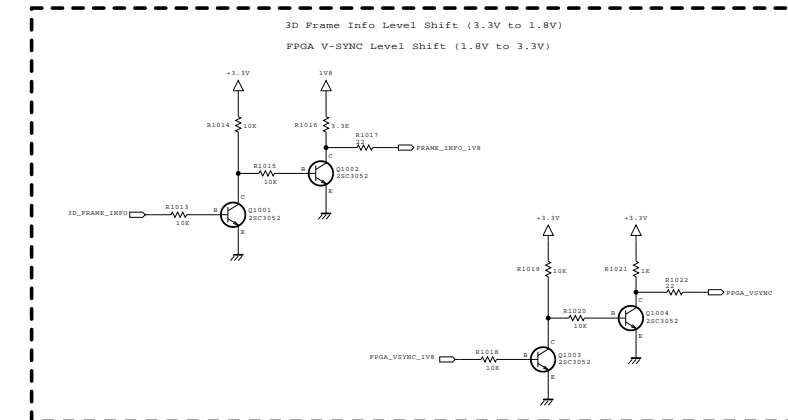 3D Frame Info Level Shift (3.3V to 1.8V)
FPGA V-SYNC Level Shift (1.8V to 3.3V)
+3.3V
1V8
R1014
10K
R1016
3.3K
R1017
22
FRAME_INFO_1V8
C
R1015
10K
B
Q1002
2SC3052
E
C
3D_FRAME_INFO
R1013
10K
B
Q1001
2SC3052
E
+3.3V
+3.3V
R1019
10K
R1021
1K
R1022
22
FPGA_VSYNC
C
R1020
10K
B
Q1004
2SC3052
E
C
FPGA_VSYNC_1V8
R1018
10K
B
Q1003
2SC3052
E